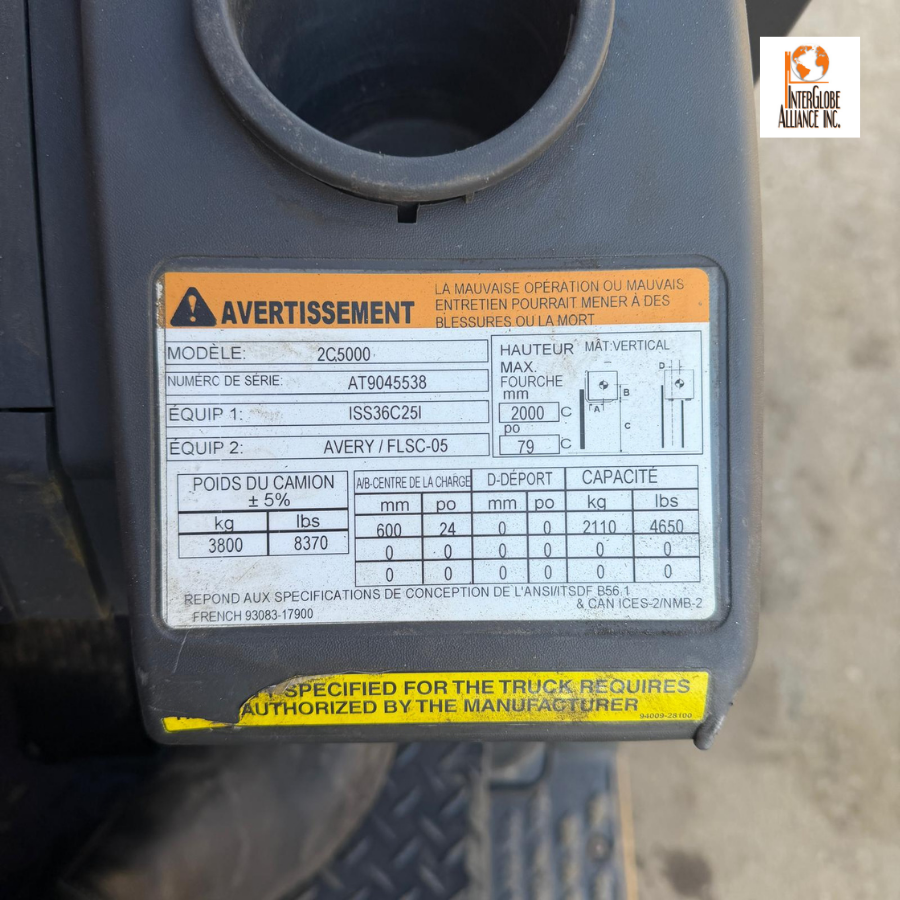 INTERGLOBE
ALLIANCE INC.
AVERTISSEMENT
LA MAUVAISE OPÉRATION OU MAUVAIS
ENTRETIEN POURRAIT MENER À DES
BLESSURES OU LA MORT
MODÈLE: 2C5000
NUMÉRO DE SÉRIE: AT9045538
ÉQUIP 1: ISS36C25I
ÉQUIP 2: AVERY / FLSC-05
HAUTEUR MÂT:VERTICAL
MAX.
FOURCHE
mm
2000 C
po
79 C
D
B
A
C
POIDS DU CAMION
± 5%
kg lbs
3800 8370
A/B-CENTRE DE LA CHARGE D-DÉPORT CAPACITÉ
mm po mm po kg lbs
600 24 0 0 2110 4650
0 0 0 0 0 0
0 0 0 0 0 0
REPOND AUX SPECIFICATIONS DE CONCEPTION DE L'ANSI/ITSDF B56.1
& CAN ICES-2/NMB-2
FRENCH 93083-17900
SPECIFIED FOR THE TRUCK REQUIRES
AUTHORIZED BY THE MANUFACTURER
94009-28100